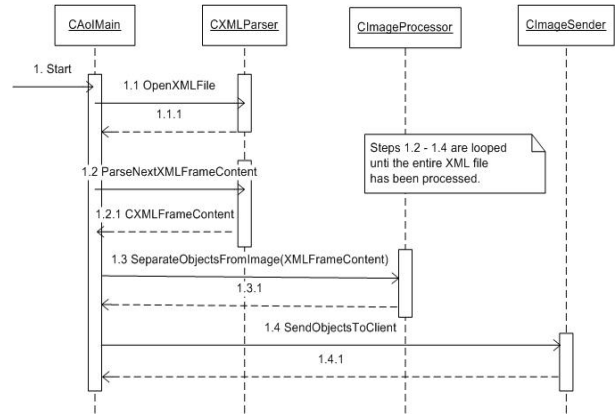 CAoIMain
CXMLParser
CImageProcessor
CImageSender
1. Start
1.1 OpenXMLFile
1.1.1
Steps 1.2 - 1.4 are looped
unti the entire XML file
has been processed.
1.2 ParseNextXMLFrameContent
1.2.1 CXMLFrameContent
1.3 SeparateObjectsFromImage(XMLFrameContent)
1.3.1
1.4 SendObjectsToClient
1.4.1